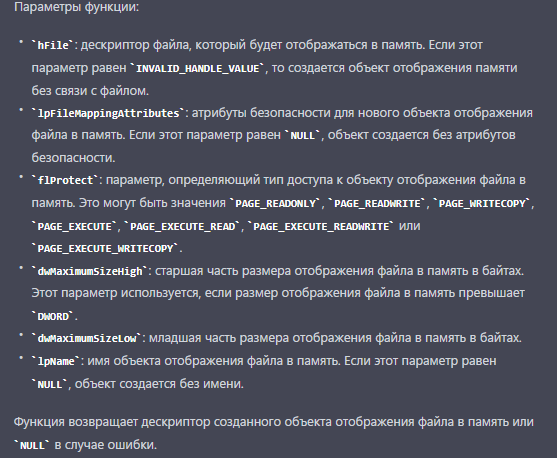 Параметры функции:
• `hFile`: дескриптор файла, который будет отображаться в память. Если этот
параметр равен `INVALID_HANDLE_VALUE`, то создается объект отображения памяти
без связи с файлом.
• `lpFileMappingAttributes`: атрибуты безопасности для нового объекта отображения
файла в память. Если этот параметр равен `NULL`, объект создается без атрибутов
безопасности.
• `flProtect`: параметр, определяющий тип доступа к объекту отображения файла в
память. Это могут быть значения `PAGE_READONLY`, `PAGE_READWRITE`, `PAGE_WRITECOPY`,
`PAGE_EXECUTE`, `PAGE_EXECUTE_READ`, `PAGE_EXECUTE_READWRITE` или
`PAGE_EXECUTE_WRITECOPY`.
• `dwMaximumSizeHigh`: старшая часть размера отображения файла в память в байтах.
Этот параметр используется, если размер отображения файла в память превышает
`DWORD`.
• `dwMaximumSizeLow`: младшая часть размера отображения файла в память в байтах.
• `lpName`: имя объекта отображения файла в память. Если этот параметр равен
`NULL`, объект создается без имени.
Функция возвращает дескриптор созданного объекта отображения файла в память или
`NULL` в случае ошибки.